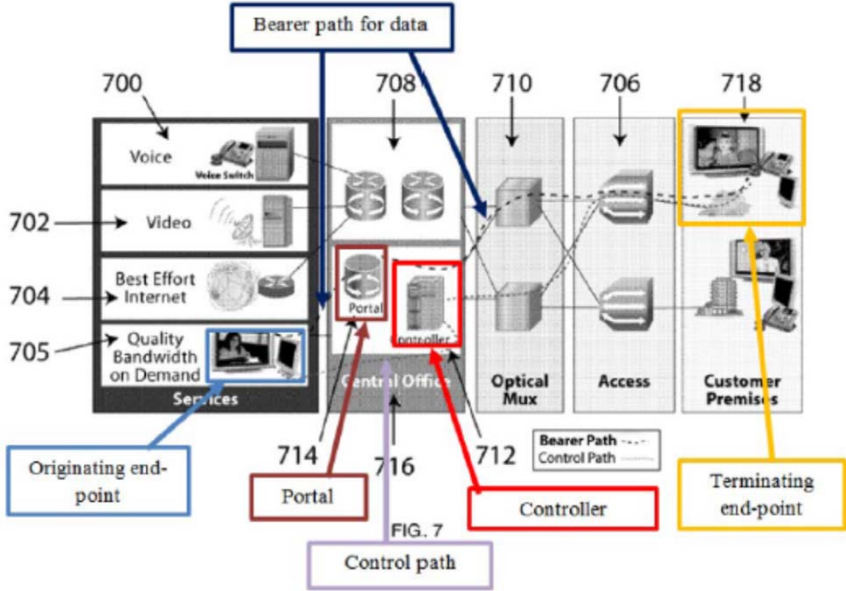 Bearer path for data
700
708
710
706
718
Voice
Voice Switch
702
Video
704
Best Effort
Internet
Portal
Controller
705
Quality
Bandwidth
on Demand
Services
Central Office
Optical
Mux
Access
Customer
Premises
714
716
712
Bearer Path
Control Path
Originating end-
point
Portal
Controller
Terminating
end-point
FIG. 7
Control path